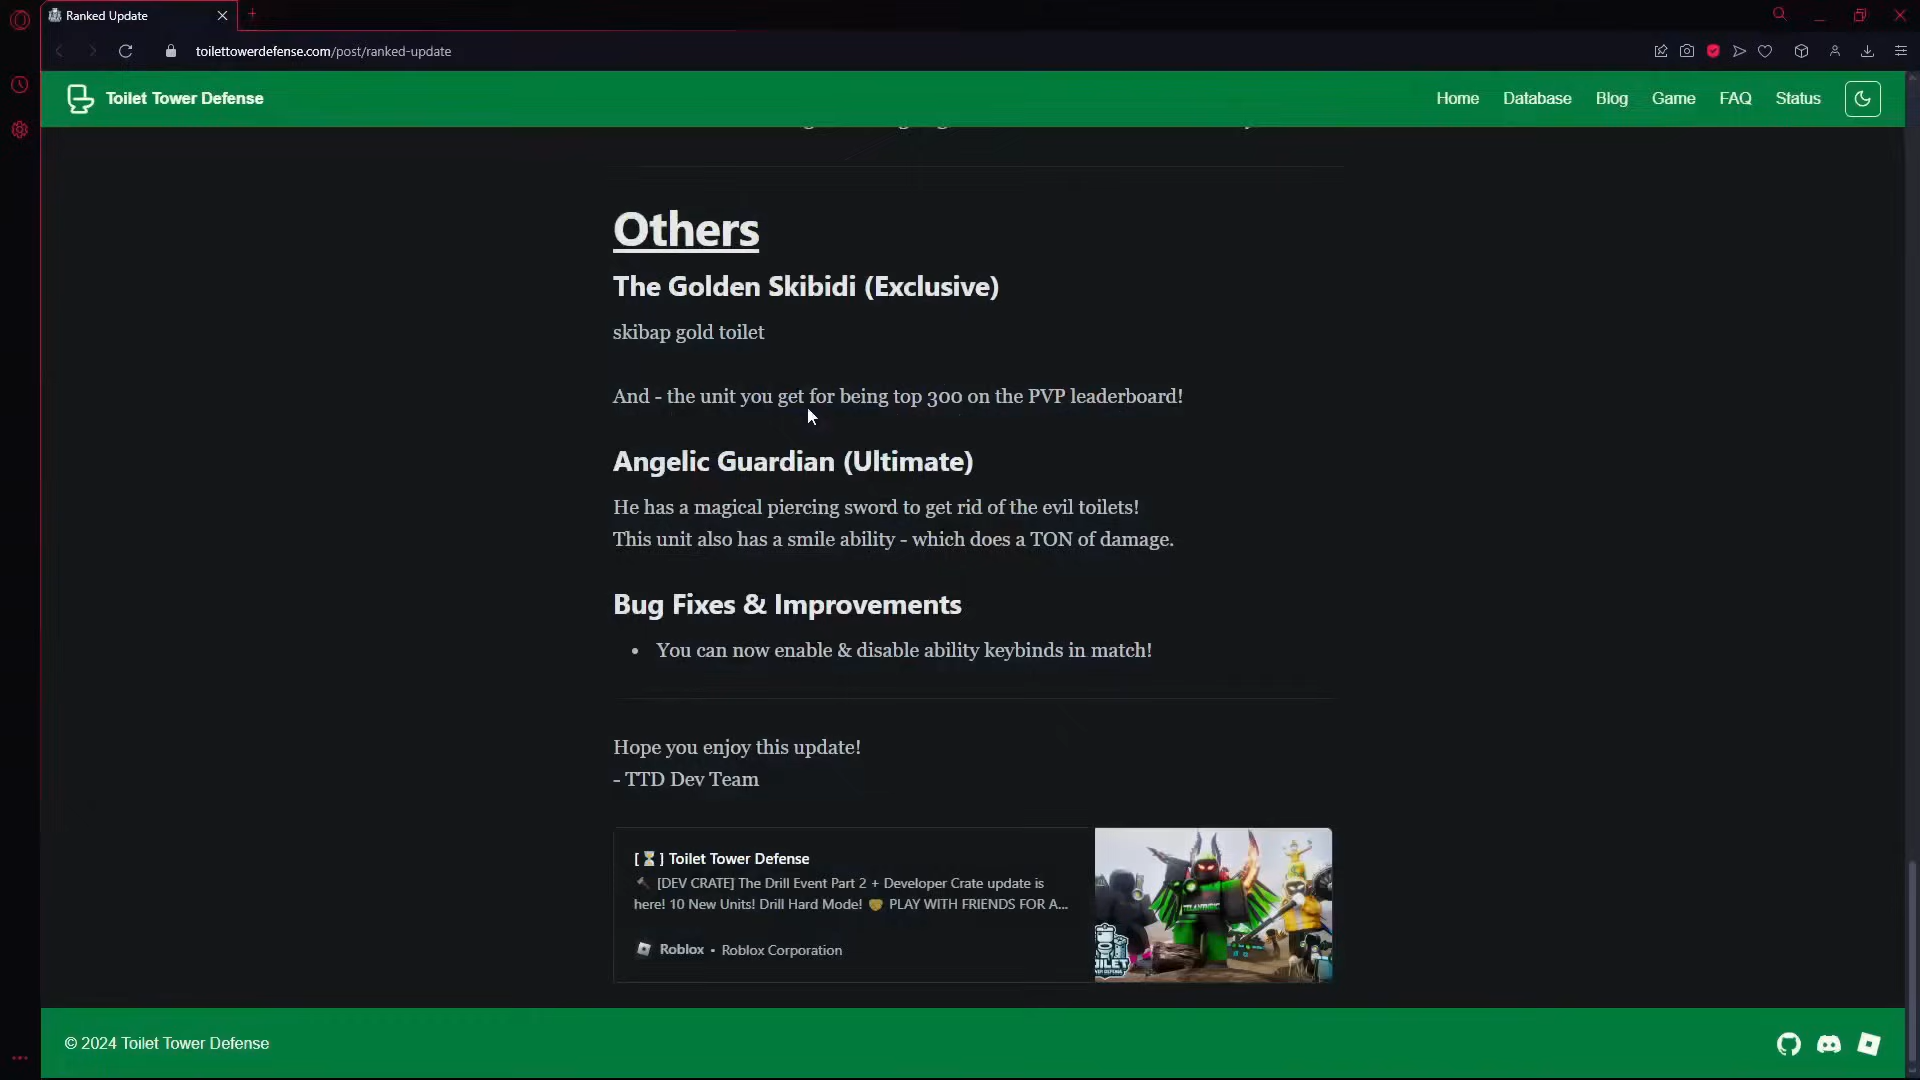 Ranked Update
toilettowerdefense.com/post/ranked-update
Toilet Tower Defense
Home Database Blog Game FAQ Status
Others
The Golden Skibidi (Exclusive)
skibap gold toilet
And - the unit you get for being top 300 on the PVP leaderboard!
Angelic Guardian (Ultimate)
He has a magical piercing sword to get rid of the evil toilets!
This unit also has a smile ability - which does a TON of damage.
Bug Fixes & Improvements
• You can now enable & disable ability keybinds in match!
Hope you enjoy this update!
- TTD Dev Team
[ ⏳ ] Toilet Tower Defense
🔨 [DEV CRATE] The Drill Event Part 2 + Developer Crate update is
here! 10 New Units! Drill Hard Mode! 🤝 PLAY WITH FRIENDS FOR A...
Roblox • Roblox Corporation
© 2024 Toilet Tower Defense